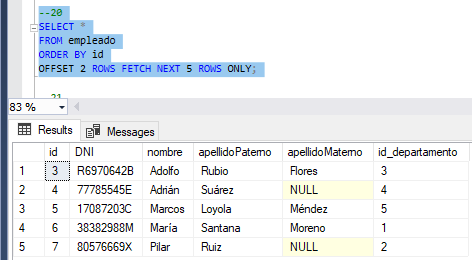 --20
SELECT *
FROM empleado
ORDER BY id
OFFSET 2 ROWS FETCH NEXT 5 ROWS ONLY;
83 %
Results Messages
id DNI nombre apellidoPaterno apellidoMaterno id_departamento
1 3 R6970642B Adolfo Rubio Flores 3
2 4 77785545E Adrián Suárez NULL 4
3 5 17087203C Marcos Loyola Méndez 5
4 6 38382988M María Santana Moreno 1
5 7 80576669X Pilar Ruiz NULL 2